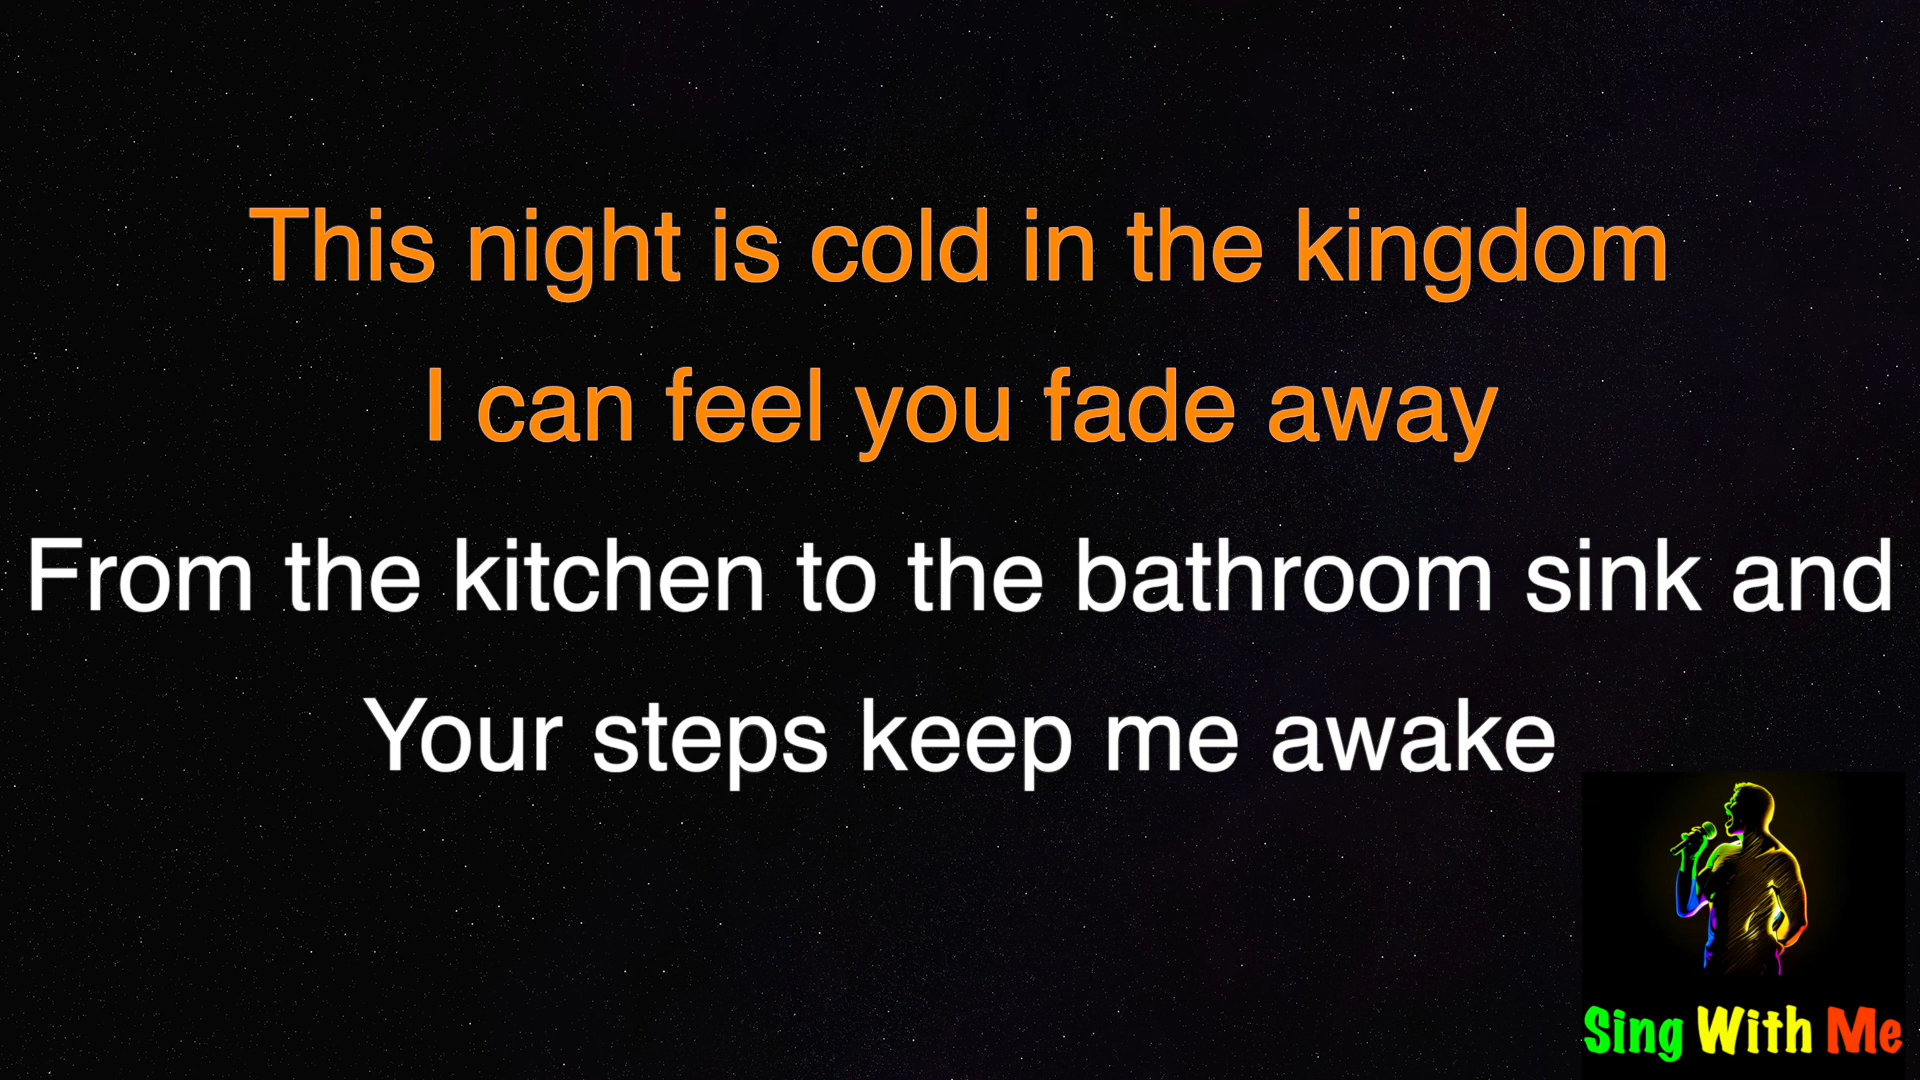 This night is cold in the kingdom
I can feel you fade away
From the kitchen to the bathroom sink and
Your steps keep me awake
Sing With Me